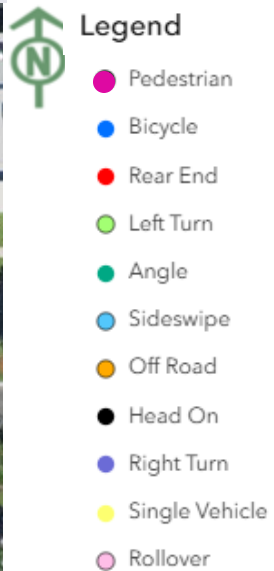 Legend
N
Pedestrian
Bicycle
Rear End
Left Turn
Angle
Sideswipe
Off Road
Head On
Right Turn
Single Vehicle
Rollover